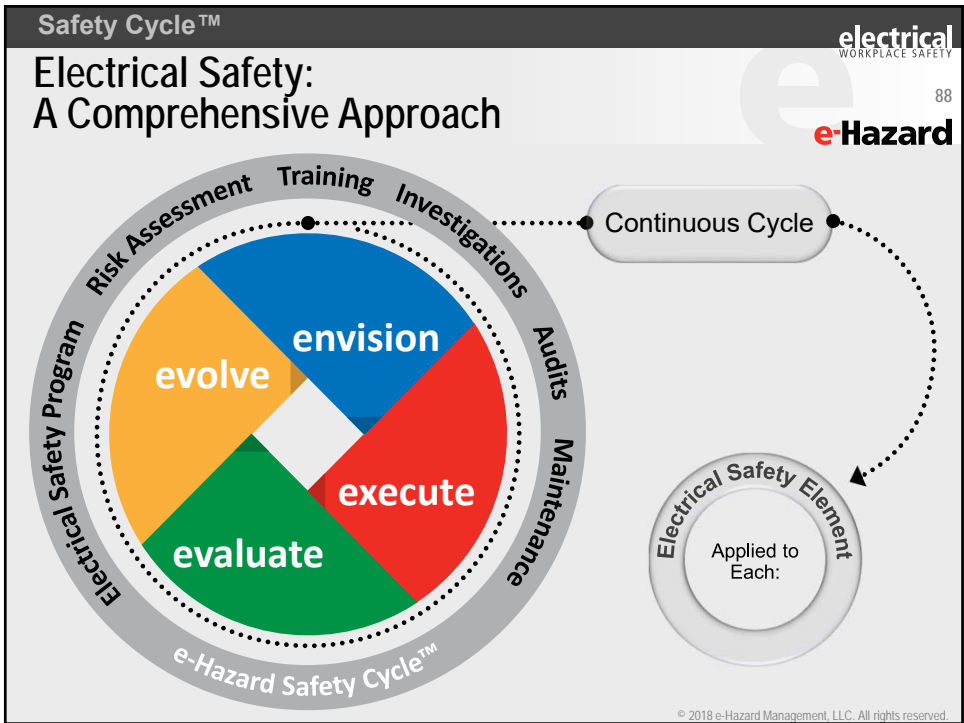 Safety Cycle™
electrical
WORKPLACE SAFETY
Electrical Safety:
A Comprehensive Approach
88
e-Hazard
Electrical Safety Program
Risk Assessment
Training
Investigations
Audits
Maintenance
e-Hazard Safety Cycle™
envision
execute
evaluate
evolve
Continuous Cycle
Electrical Safety Element
Applied to
Each:
© 2018 e-Hazard Management, LLC. All rights reserved.